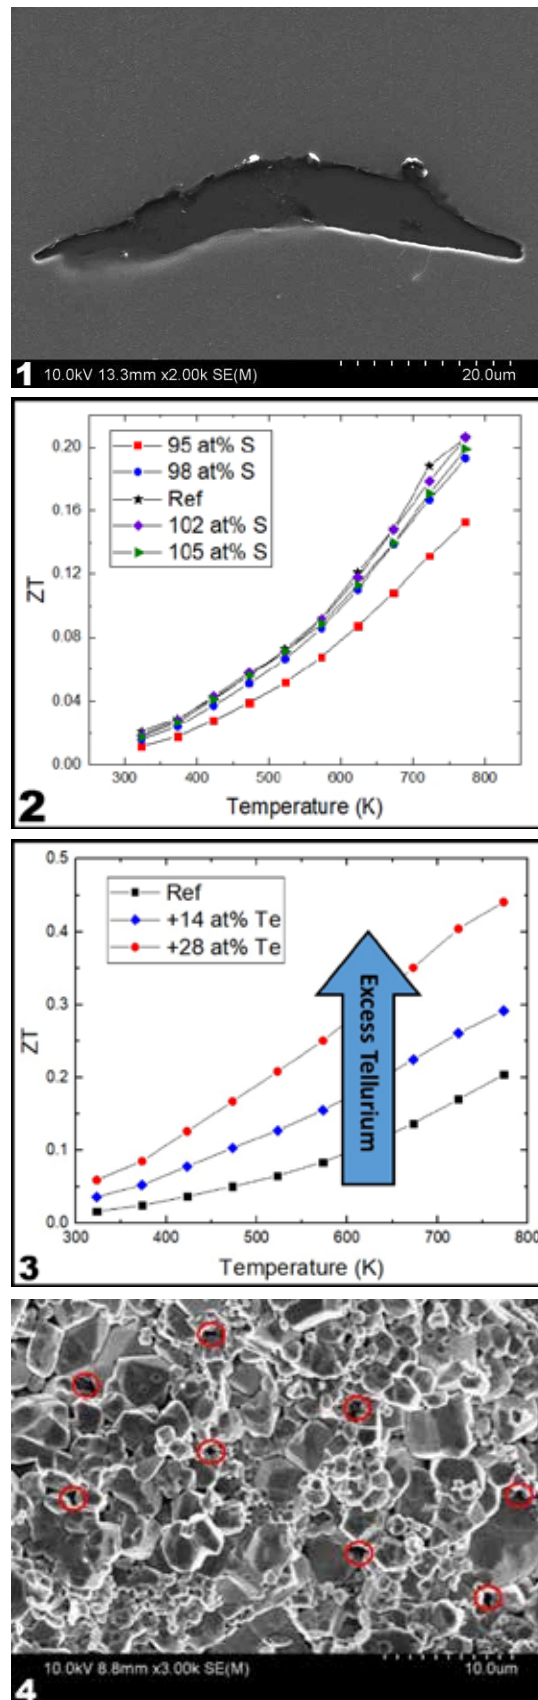 1
10.0kV 13.3mm x2.00k SE(M)
20.0um
95 at% S
98 at% S
Ref
102 at% S
105 at% S
0.20
0.16
0.12
0.08
0.04
0.00
ZT
300 400 500 600 700 800
Temperature (K)
2
Ref
+14 at% Te
+28 at% Te
Excess Tellurium
0.5
0.4
0.3
0.2
0.1
0.0
ZT
300 400 500 600 700 800
Temperature (K)
3
10.0kV 8.8mm x3.00k SE(M)
10.0um
4